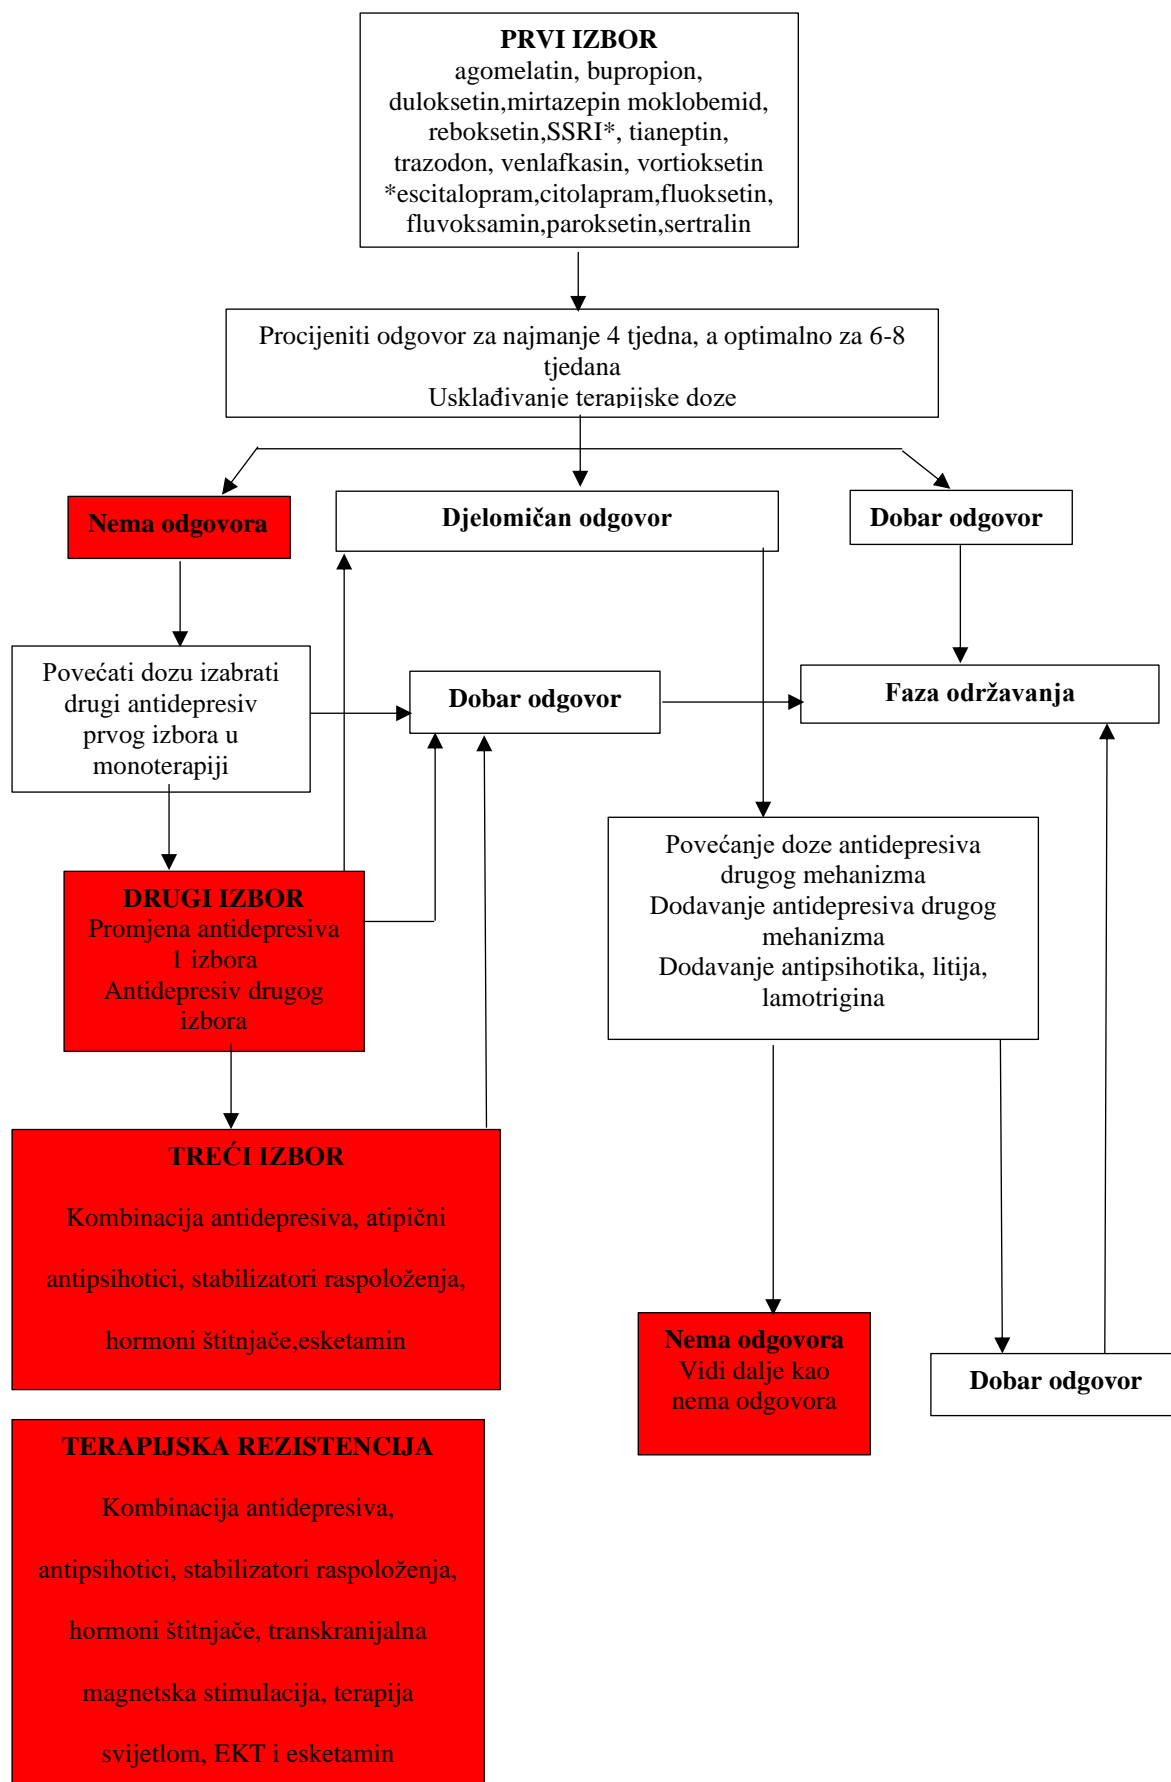 PRVI IZBOR
agomelatin, bupropion,
duloksetin,mirtazepin moklobemid,
reboksetin,SSRI*, tianeptin,
trazodon, venlafkasin, vortioksetin
*escitalopram,citolapram,fluoksetin,
fluvoksamin,paroksetin,sertralin
Procijeniti odgovor za najmanje 4 tjedna, a optimalno za 6-8
tjedana
Usklađivanje terapijske doze
Nema odgovora
Djelomičan odgovor
Dobar odgovor
Povećati dozu izabrati
drugi antidepresiv
prvog izbora u
monoterapiji
Dobar odgovor
Faza održavanja
Povećanje doze antidepresiva
drugog mehanizma
Dodavanje antidepresiva drugog
mehanizma
Dodavanje antipsihotika, litija,
lamotrigina
DRUGI IZBOR
Promjena antidepresiva
1 izbora
Antidepresiv drugog
izbora
TREĆI IZBOR
Kombinacija antidepresiva, atipični
antipsihotici, stabilizatori raspoloženja,
hormoni štitnjače,esketamin
Nema odgovora
Vidi dalje kao
nema odgovora
Dobar odgovor
TERAPIJSKA REZISTENCIJA
Kombinacija antidepresiva,
antipsihotici, stabilizatori raspoloženja,
hormoni štitnjače, transkranijalna
magnetska stimulacija, terapija
svijetlom, EKT i esketamin